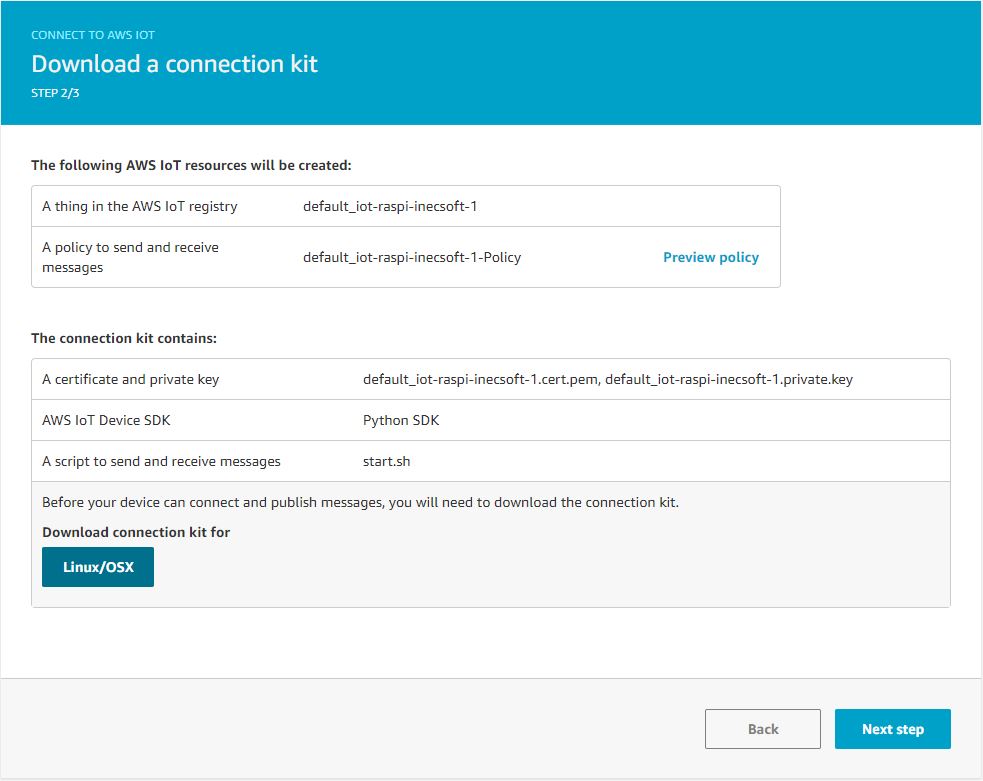 CONNECT TO AWS IOT
Download a connection kit
STEP 2/3
The following AWS IoT resources will be created:
A thing in the AWS IoT registry default_iot-raspi-inecsoft-1
A policy to send and receive
messages
default_iot-raspi-inecsoft-1-Policy Preview policy
The connection kit contains:
A certificate and private key default_iot-raspi-inecsoft-1.cert.pem, default_iot-raspi-inecsoft-1.private.key
AWS IoT Device SDK Python SDK
A script to send and receive messages start.sh
Before your device can connect and publish messages, you will need to download the connection kit.
Download connection kit for
Linux/OSX
Back Next step